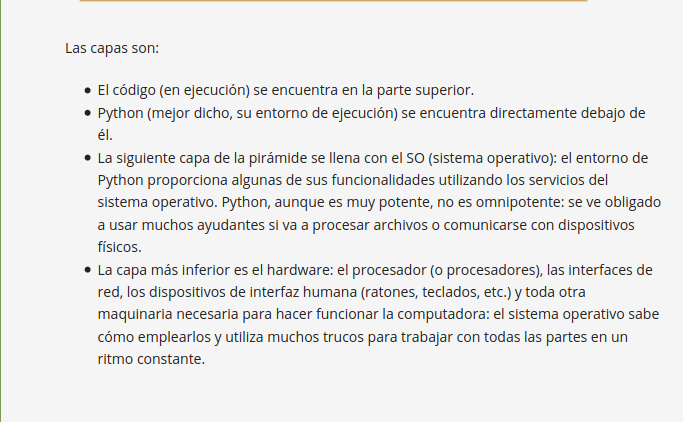 Las capas son:
● El código (en ejecución) se encuentra en la parte superior.
● Python (mejor dicho, su entorno de ejecución) se encuentra directamente debajo de
él.
● La siguiente capa de la pirámide se llena con el SO (sistema operativo): el entorno de
Python proporciona algunas de sus funcionalidades utilizando los servicios del
sistema operativo. Python, aunque es muy potente, no es omnipotente: se ve obligado
a usar muchos ayudantes si va a procesar archivos o comunicarse con dispositivos
físicos.
● La capa más inferior es el hardware: el procesador (o procesadores), las interfaces de
red, los dispositivos de interfaz humana (ratones, teclados, etc.) y toda otra
maquinaria necesaria para hacer funcionar la computadora: el sistema operativo sabe
cómo emplearlos y utiliza muchos trucos para trabajar con todas las partes en un
ritmo constante.